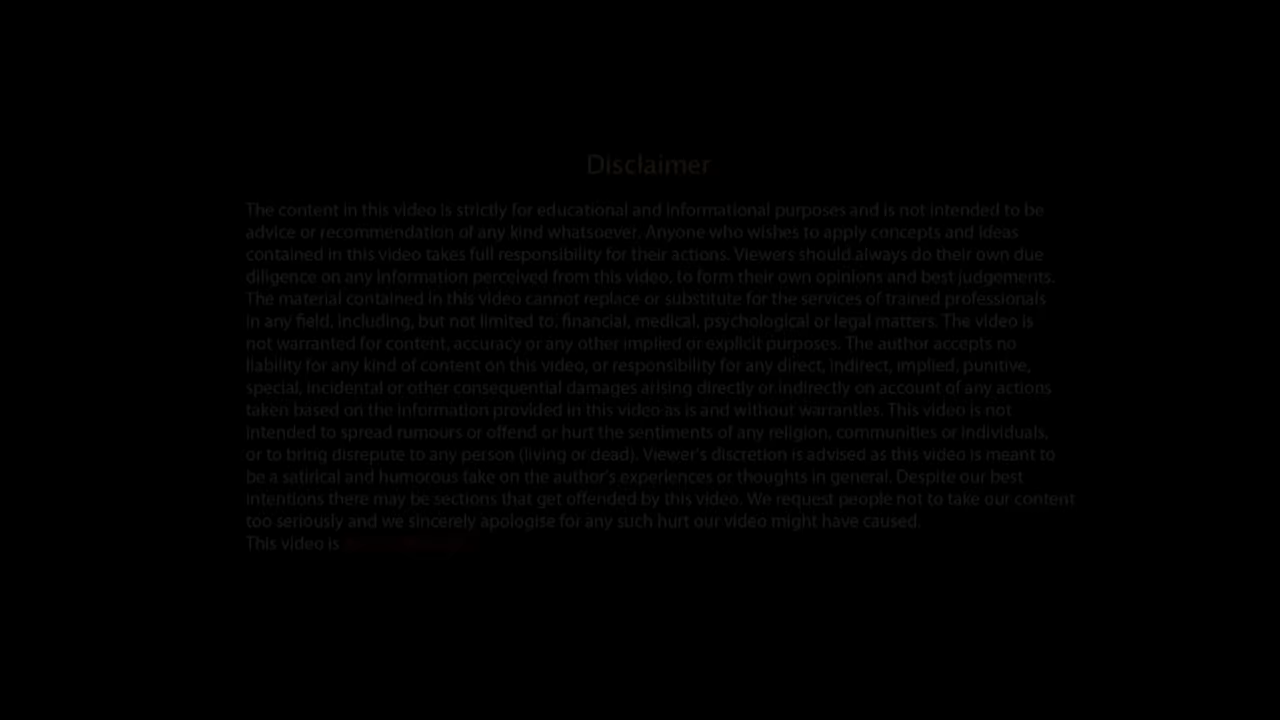 Disclaimer
The content in this video is strictly for educational and informational purposes and is not intended to be
advice or recommendation of any kind whatsoever. Anyone who wishes to apply concepts and ideas
contained in this video takes full responsibility for their actions. Viewers should always do their own due
diligence on any information perceived from this video, to form their own opinions and best judgements.
The material contained in this video cannot replace or substitute for the services of trained professionals
in any field, including, but not limited to, financial, medical, psychological or legal matters. The video is
not warranted for content, accuracy or any other implied or explicit purposes. The author accepts no
liability for any kind of content on this video, or responsibility for any direct, indirect, implied, punitive,
special, incidental or other consequential damages arising directly or indirectly on account of any actions
taken based on the information provided in this video as is and without warranties. This video is not
intended to spread rumours or offend or hurt the sentiments of any religion, communities or individuals,
or to bring disrepute to any person (living or dead). Viewer's discretion is advised as this video is meant to
be a satirical and humorous take on the author's experiences or thoughts in general. Despite our best
intentions there may be sections that get offended by this video. We request people not to take our content
too seriously and we sincerely apologise for any such hurt our video might have caused.
This video is